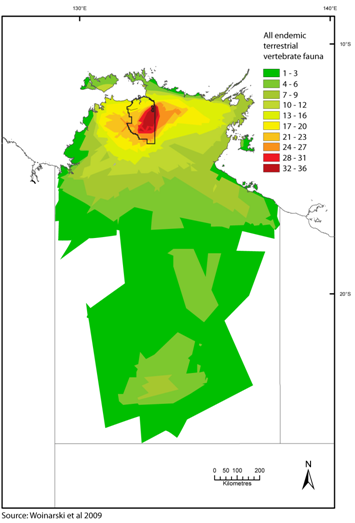 130°E
140°E
10°S
All endemic
terrestrial
vertebrate fauna
1 - 3
4 - 6
7 - 9
10 - 12
13 - 16
17 - 20
21 - 23
24 - 27
28 - 31
32 - 36
20°S
0 50 100 200
Kilometres
N
Source: Woinarski et al 2009